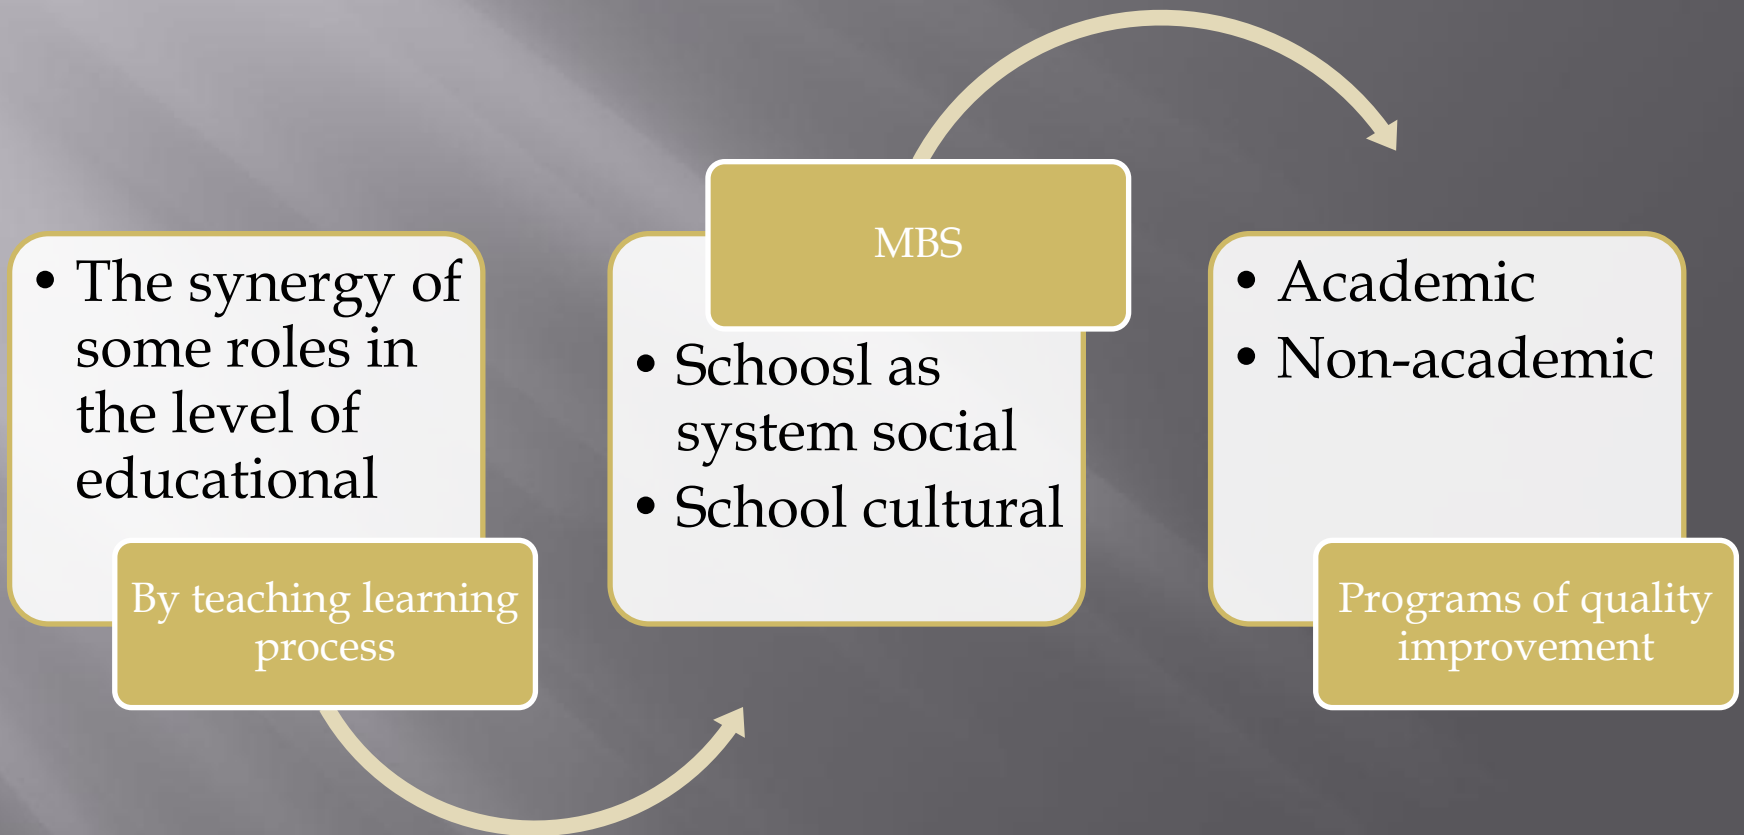 • The synergy of
some roles in
the level of
educational
By teaching learning
process
MBS
• Schoosl as
system social
• School cultural
• Academic
• Non-academic
Programs of quality
improvement